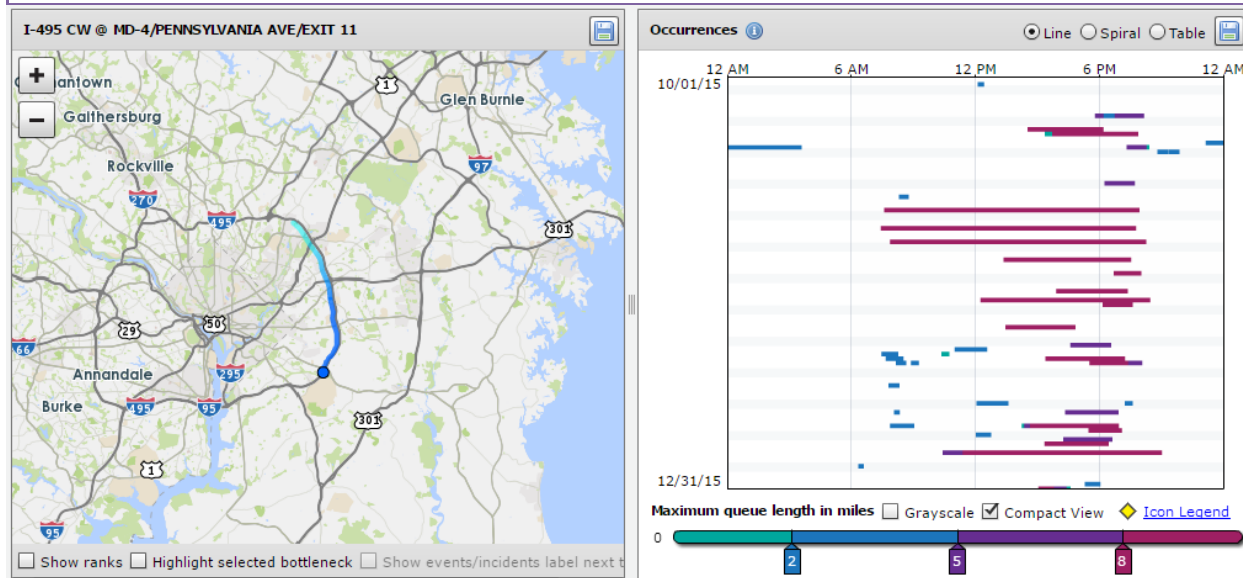 I-495 CW @ MD-4/PENNSYLVANIA AVE/EXIT 11
Glen Burnie
Gaithersburg
Rockville
1
97
270
495
301
50
29
66
295
Annandale
Burke
495
95
301
1
95
+
−
Show ranks Highlight selected bottleneck Show events/incidents label next t
Occurrences i Line Spiral Table
12 AM 6 AM 12 PM 6 PM 12 AM
10/01/15
12/31/15
Maximum queue length in miles Grayscale Compact View Icon Legend
0
2 5 8